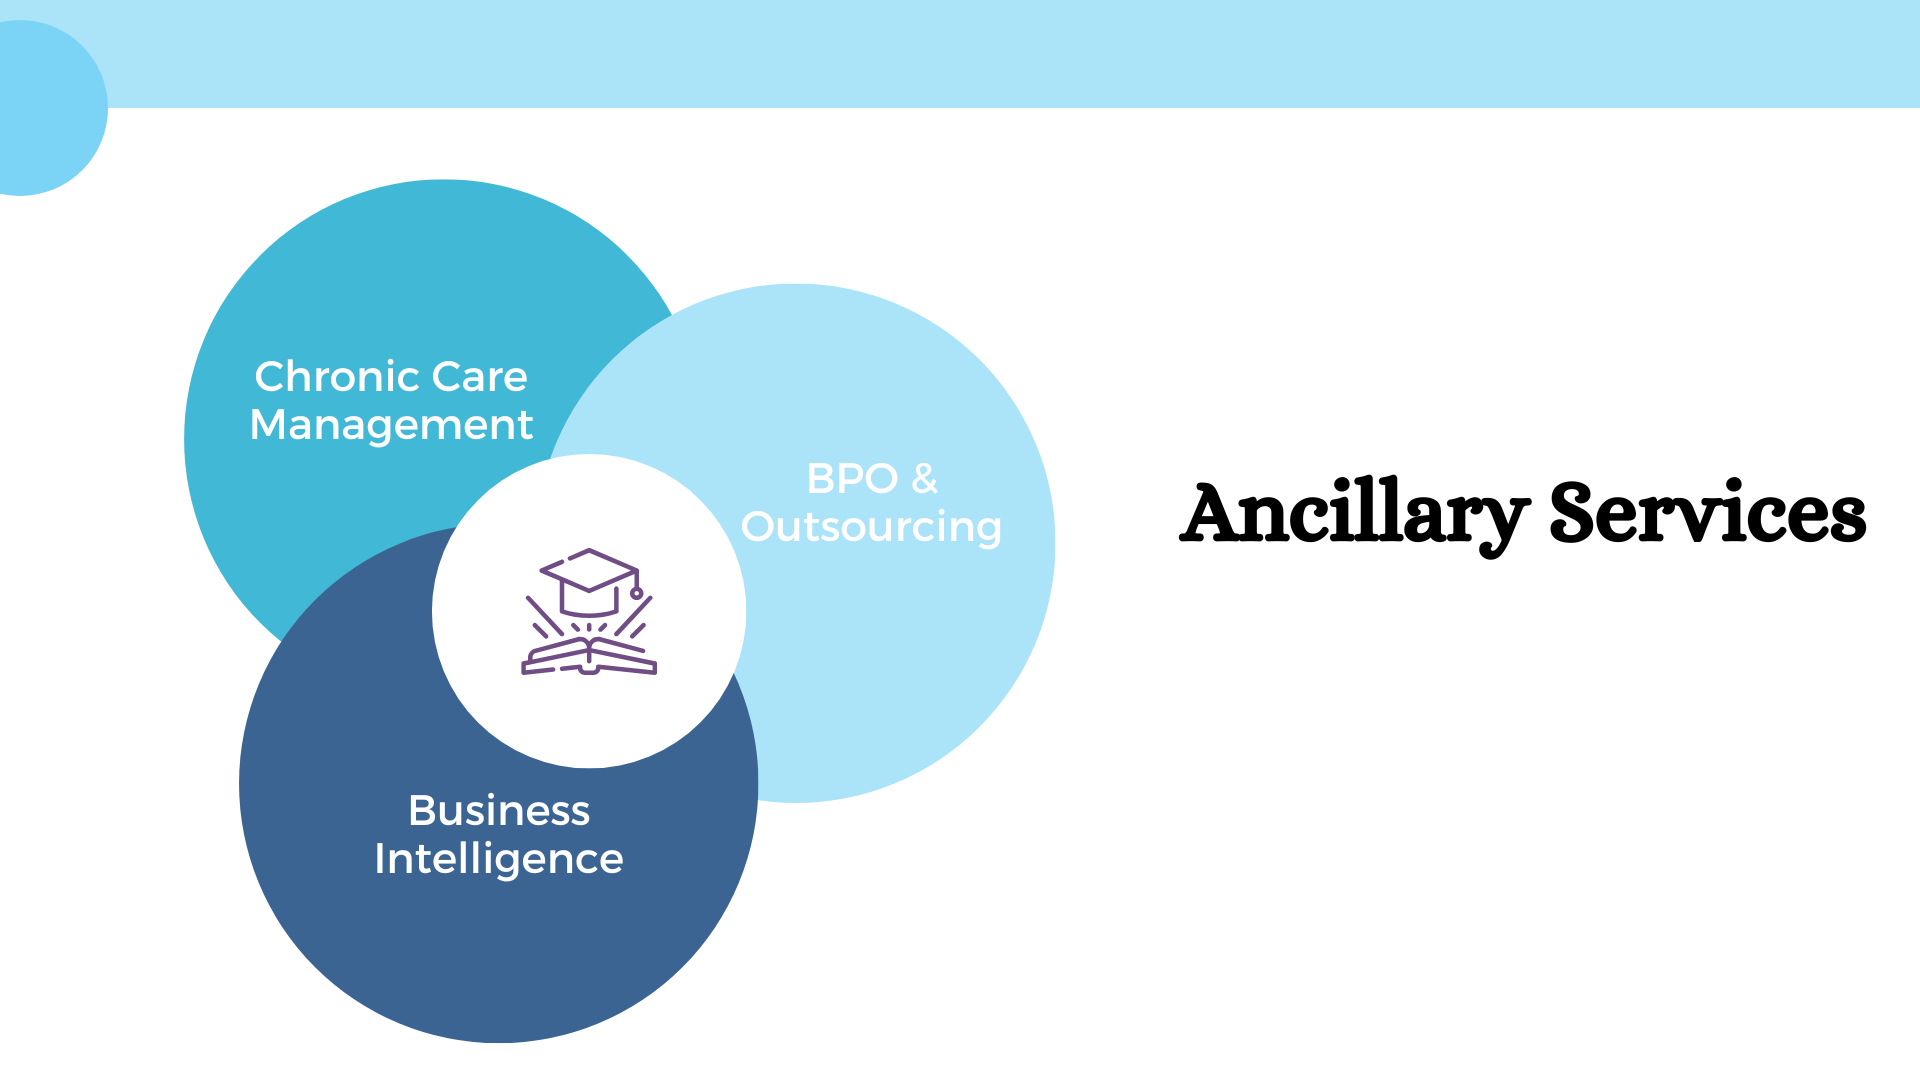 Chronic Care
Management
BPO &
Outsourcing
Business
Intelligence
Ancillary Services